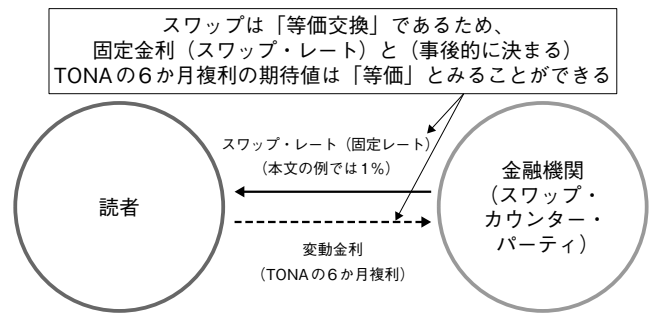 スワップは「等価交換」であるため、
固定金利（スワップ・レート）と（事後的に決まる）
TONAの６か月複利の期待値は「等価」とみることができる
スワップ・レート（固定レート）
（本文の例では１%）
読者
金融機関
（スワップ・
カウンター・
パーティ）
変動金利
（TONAの６か月複利）